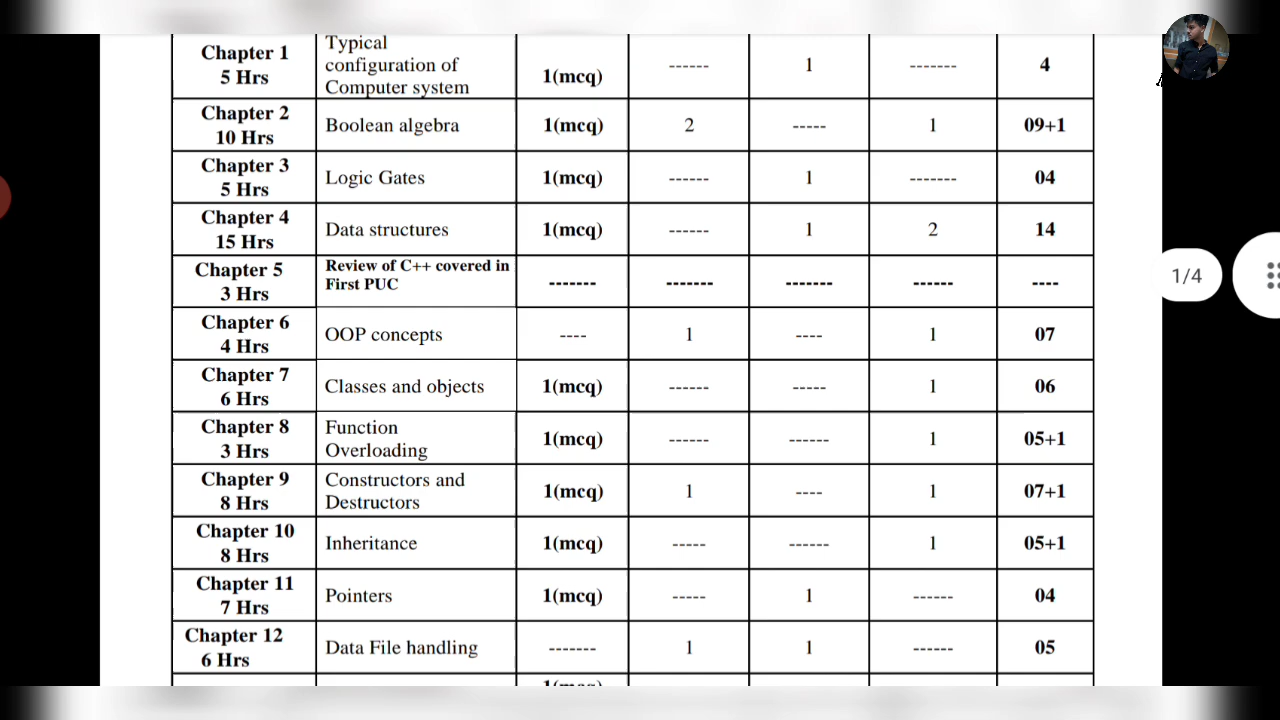 Chapter 1
5 Hrs
Typical
configuration of
Computer system
1(mcq)
------
1
-------
4
Chapter 2
10 Hrs
Boolean algebra
1(mcq)
2
-----
1
09+1
Chapter 3
5 Hrs
Logic Gates
1(mcq)
------
1
-------
04
Chapter 4
15 Hrs
Data structures
1(mcq)
------
1
2
14
Chapter 5
3 Hrs
Review of C++ covered in
First PUC
-------
-------
-------
------
----
Chapter 6
4 Hrs
OOP concepts
----
1
----
1
07
Chapter 7
6 Hrs
Classes and objects
1(mcq)
------
-----
1
06
Chapter 8
3 Hrs
Function
Overloading
1(mcq)
------
------
1
05+1
Chapter 9
8 Hrs
Constructors and
Destructors
1(mcq)
1
----
1
07+1
Chapter 10
8 Hrs
Inheritance
1(mcq)
-----
------
1
05+1
Chapter 11
7 Hrs
Pointers
1(mcq)
-----
1
------
04
Chapter 12
6 Hrs
Data File handling
-------
1
1
------
05
1/4